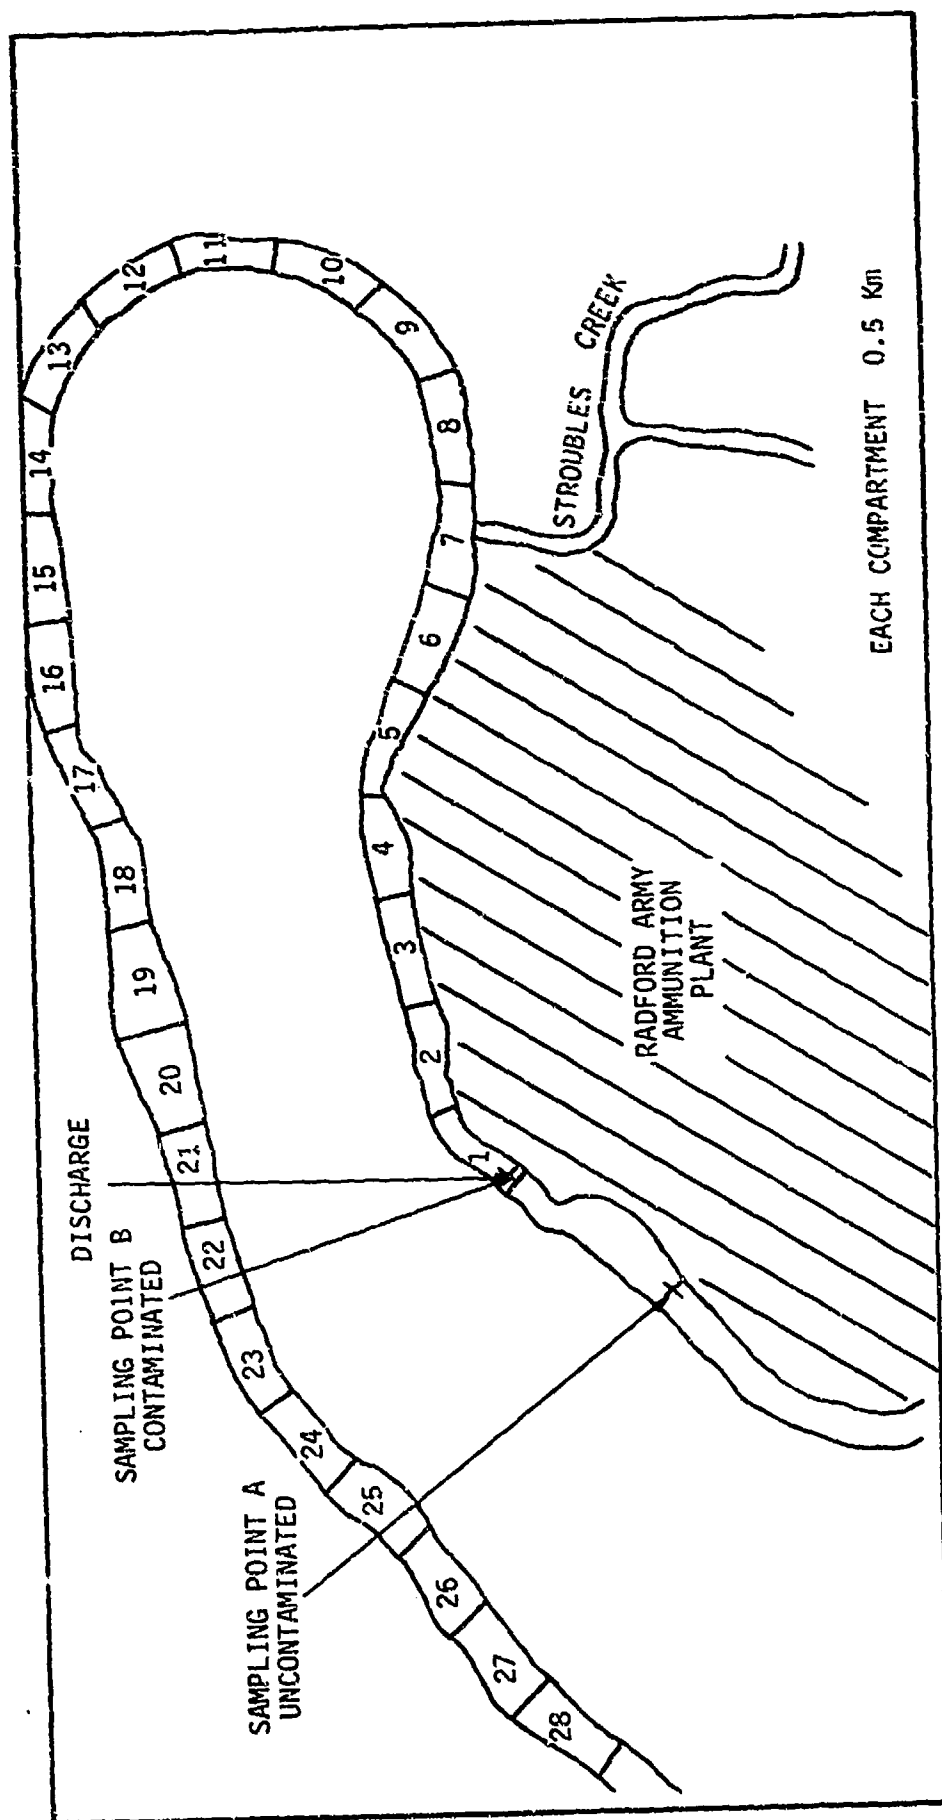 DISCHARGE
SAMPLING POINT B
CONTAMINATED
SAMPLING POINT A
UNCONTAMINATED
28
27
26
25
24
23
22
21
20
19
18
17
16
15
14
13
12
11
10
9
8
7
6
5
4
3
2
1
STROUBLES CREEK
RADFORD ARMY
AMMUNITION
PLANT
EACH COMPARTMENT 0.5 Km